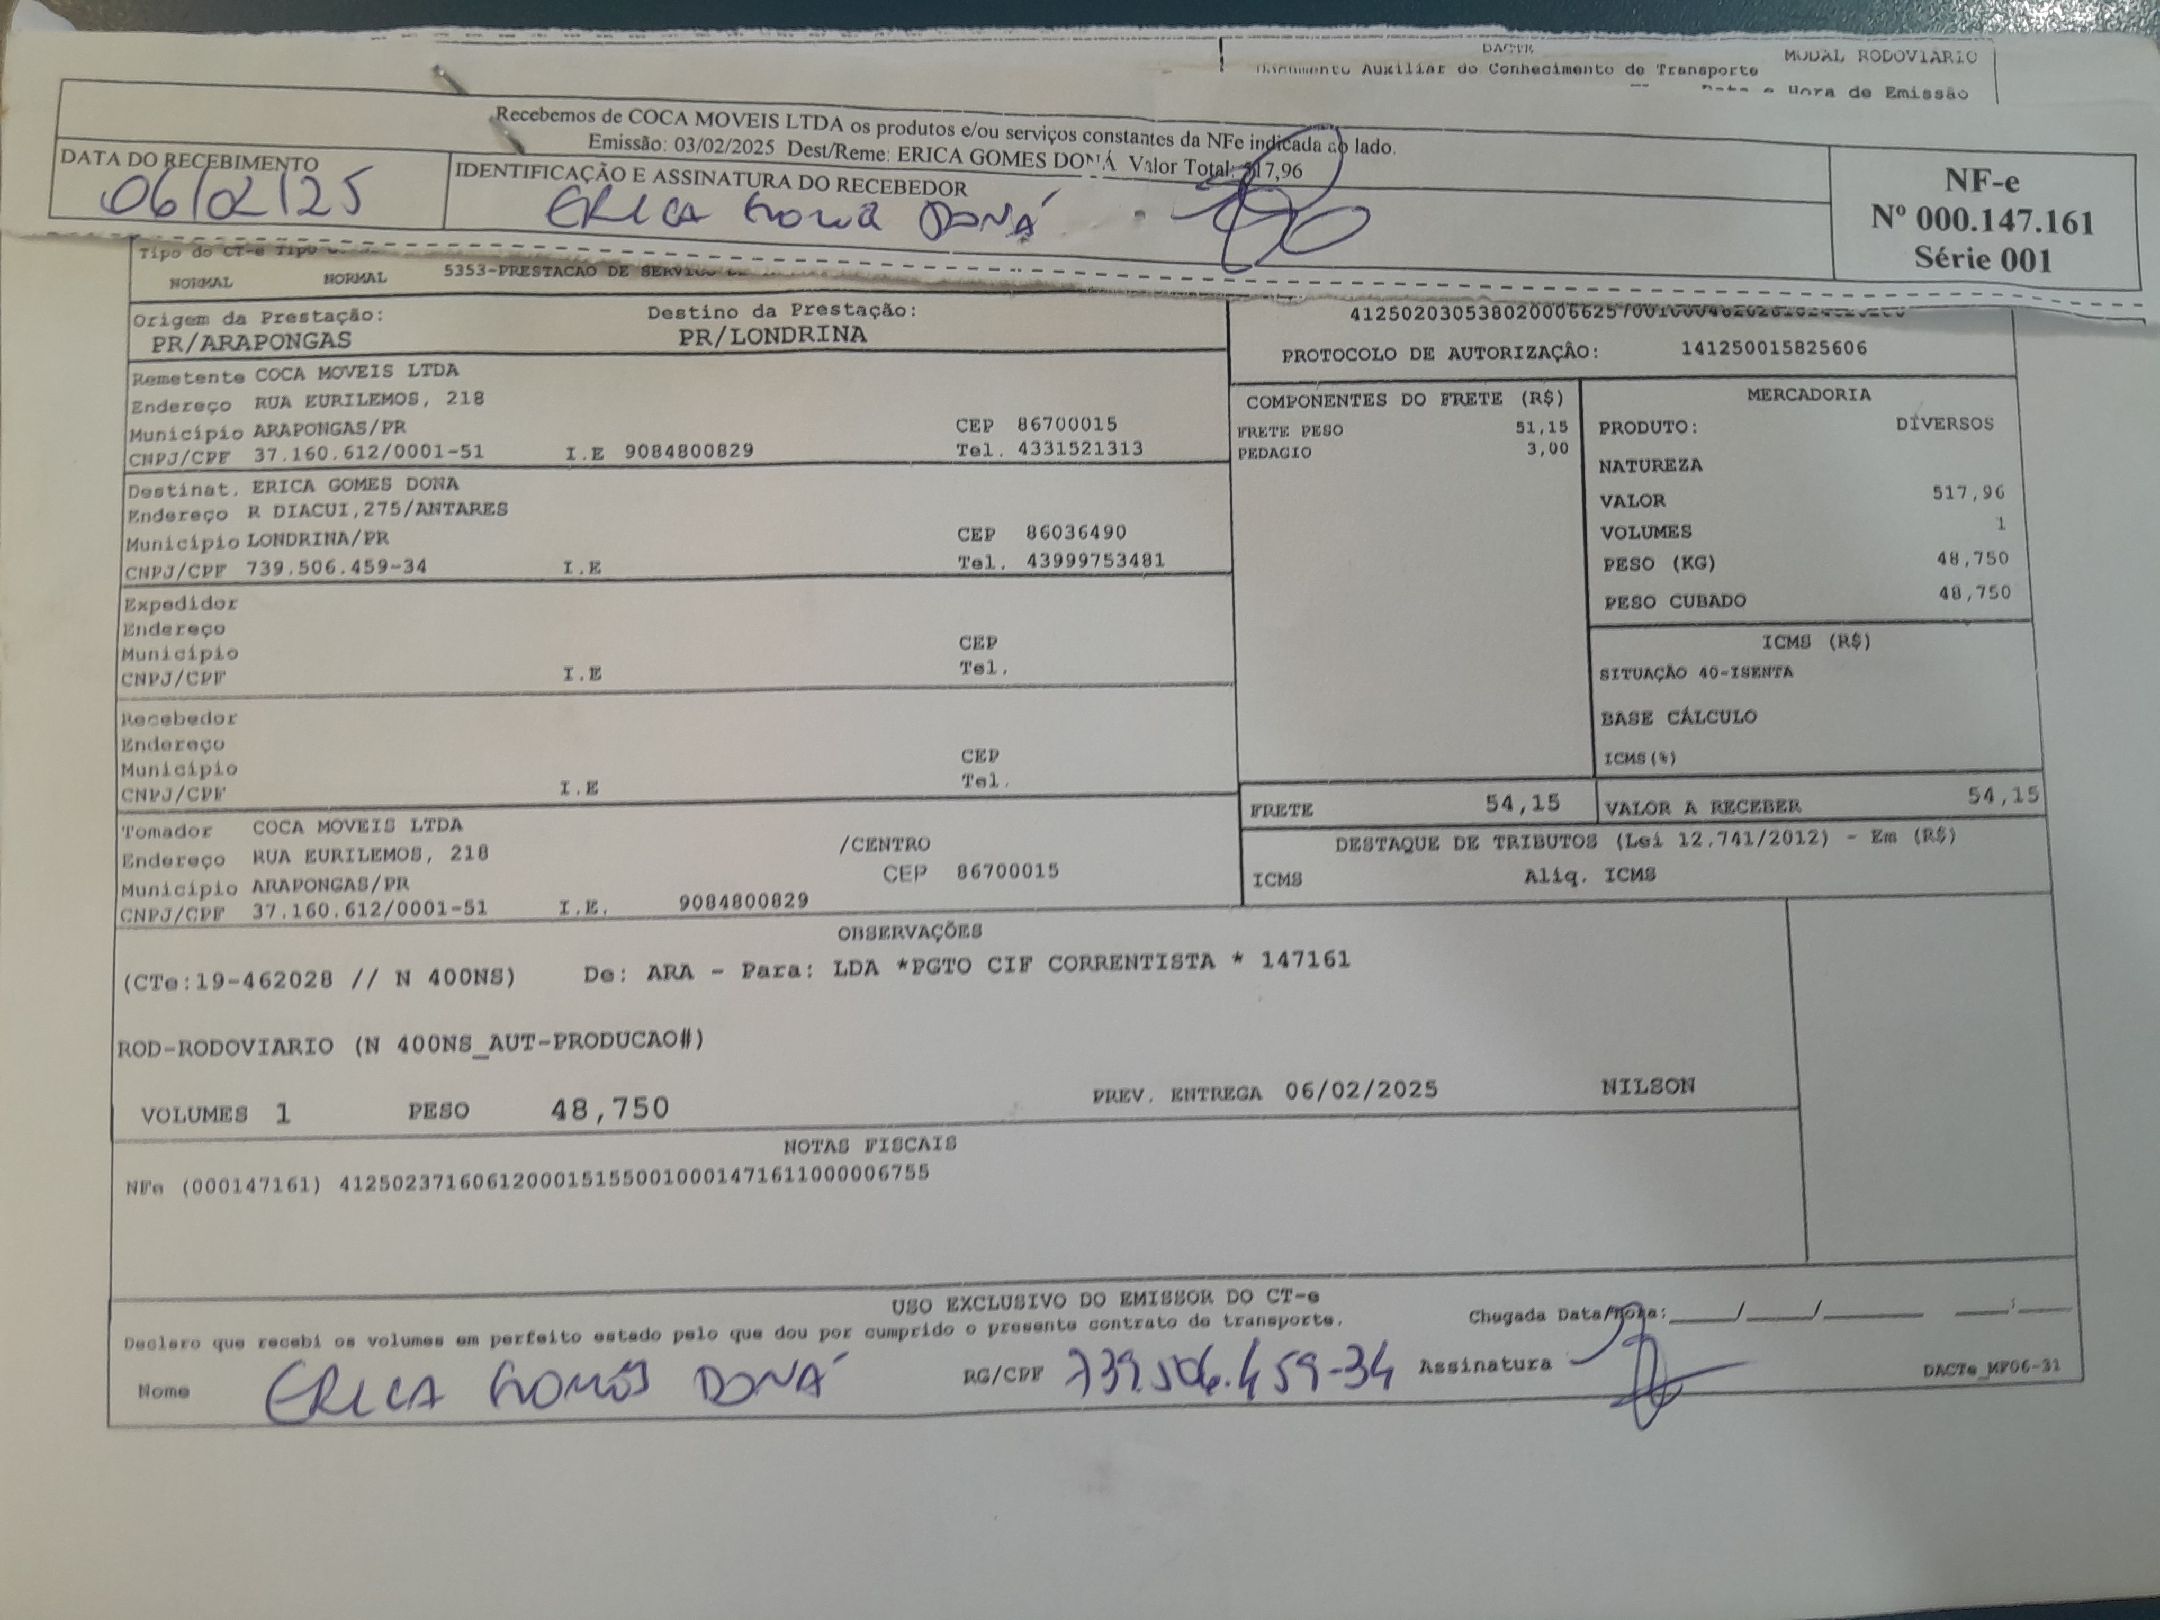 DACTE
MODAL RODOVIARIO
Documento Auxiliar do Conhecimento de Transporte
Data e Hora de Emissão
Recebemos de COCA MOVEIS LTDA os produtos e/ou serviços constantes da NFe indicada ao lado.
Emissão: 03/02/2025 Dest/Reme: ERICA GOMES DONÁ Valor Total: 517,96
DATA DO RECEBIMENTO
06/02/25
IDENTIFICAÇÃO E ASSINATURA DO RECEBEDOR
ERICA GOMES DONÁ
NF-e
Nº 000.147.161
Série 001
Tipo do CT-e Tipo
NORMAL NORMAL 5353-PRESTACAO DE SERVICO DE
Origem da Prestação: Destino da Prestação:
PR/ARAPONGAS PR/LONDRINA
PROTOCOLO DE AUTORIZAÇÃO: 141250015825606
Remetente COCA MOVEIS LTDA
Endereço RUA EURILEMOS, 218
Município ARAPONGAS/PR CEP 86700015
CNPJ/CPF 37.160.612/0001-51 I.E 9084800829 Tel. 4331521313
Destinat. ERICA GOMES DONA
Endereço R DIACUI,275/ANTARES
Município LONDRINA/PR CEP 86036490
CNPJ/CPF 739.506.459-34 I.E Tel. 43999753481
Expedidor
Endereço
Município CEP
CNPJ/CPF I.E Tel.
Recebedor
Endereço
Município CEP
CNPJ/CPF I.E Tel.
Tomador COCA MOVEIS LTDA
Endereço RUA EURILEMOS, 218 /CENTRO
Município ARAPONGAS/PR CEP 86700015
CNPJ/CPF 37.160.612/0001-51 I.E. 9084800829
COMPONENTES DO FRETE (R$)
FRETE PESO 51,15
PEDAGIO 3,00
MERCADORIA
PRODUTO: DIVERSOS
NATUREZA
VALOR 517,96
VOLUMES 1
PESO (KG) 48,750
PESO CUBADO 48,750
ICMS (R$)
SITUAÇÃO 40-ISENTA
BASE CÁLCULO
ICMS(%)
FRETE 54,15 VALOR A RECEBER 54,15
DESTAQUE DE TRIBUTOS (Lei 12.741/2012) - Em (R$)
ICMS Aliq. ICMS
OBSERVAÇÕES
(CTe:19-462028 // N 400NS) De: ARA - Para: LDA *PGTO CIF CORRENTISTA * 147161
ROD-RODOVIARIO (N 400NS_AUT-PRODUCAO#)
VOLUMES 1 PESO 48,750 PREV. ENTREGA 06/02/2025 NILSON
NOTAS FISCAIS
NFe (000147161) 41250237160612000151550010001471611000006755
USO EXCLUSIVO DO EMISSOR DO CT-e
Declaro que recebi os volumes em perfeito estado pelo que dou por cumprido o presente contrato de transporte.
Chegada Data/Hora: ____/____/______ ____:____
Nome ERICA GOMES DONÁ RG/CPF 739.506.459-34 Assinatura
DACTe_MF06-31